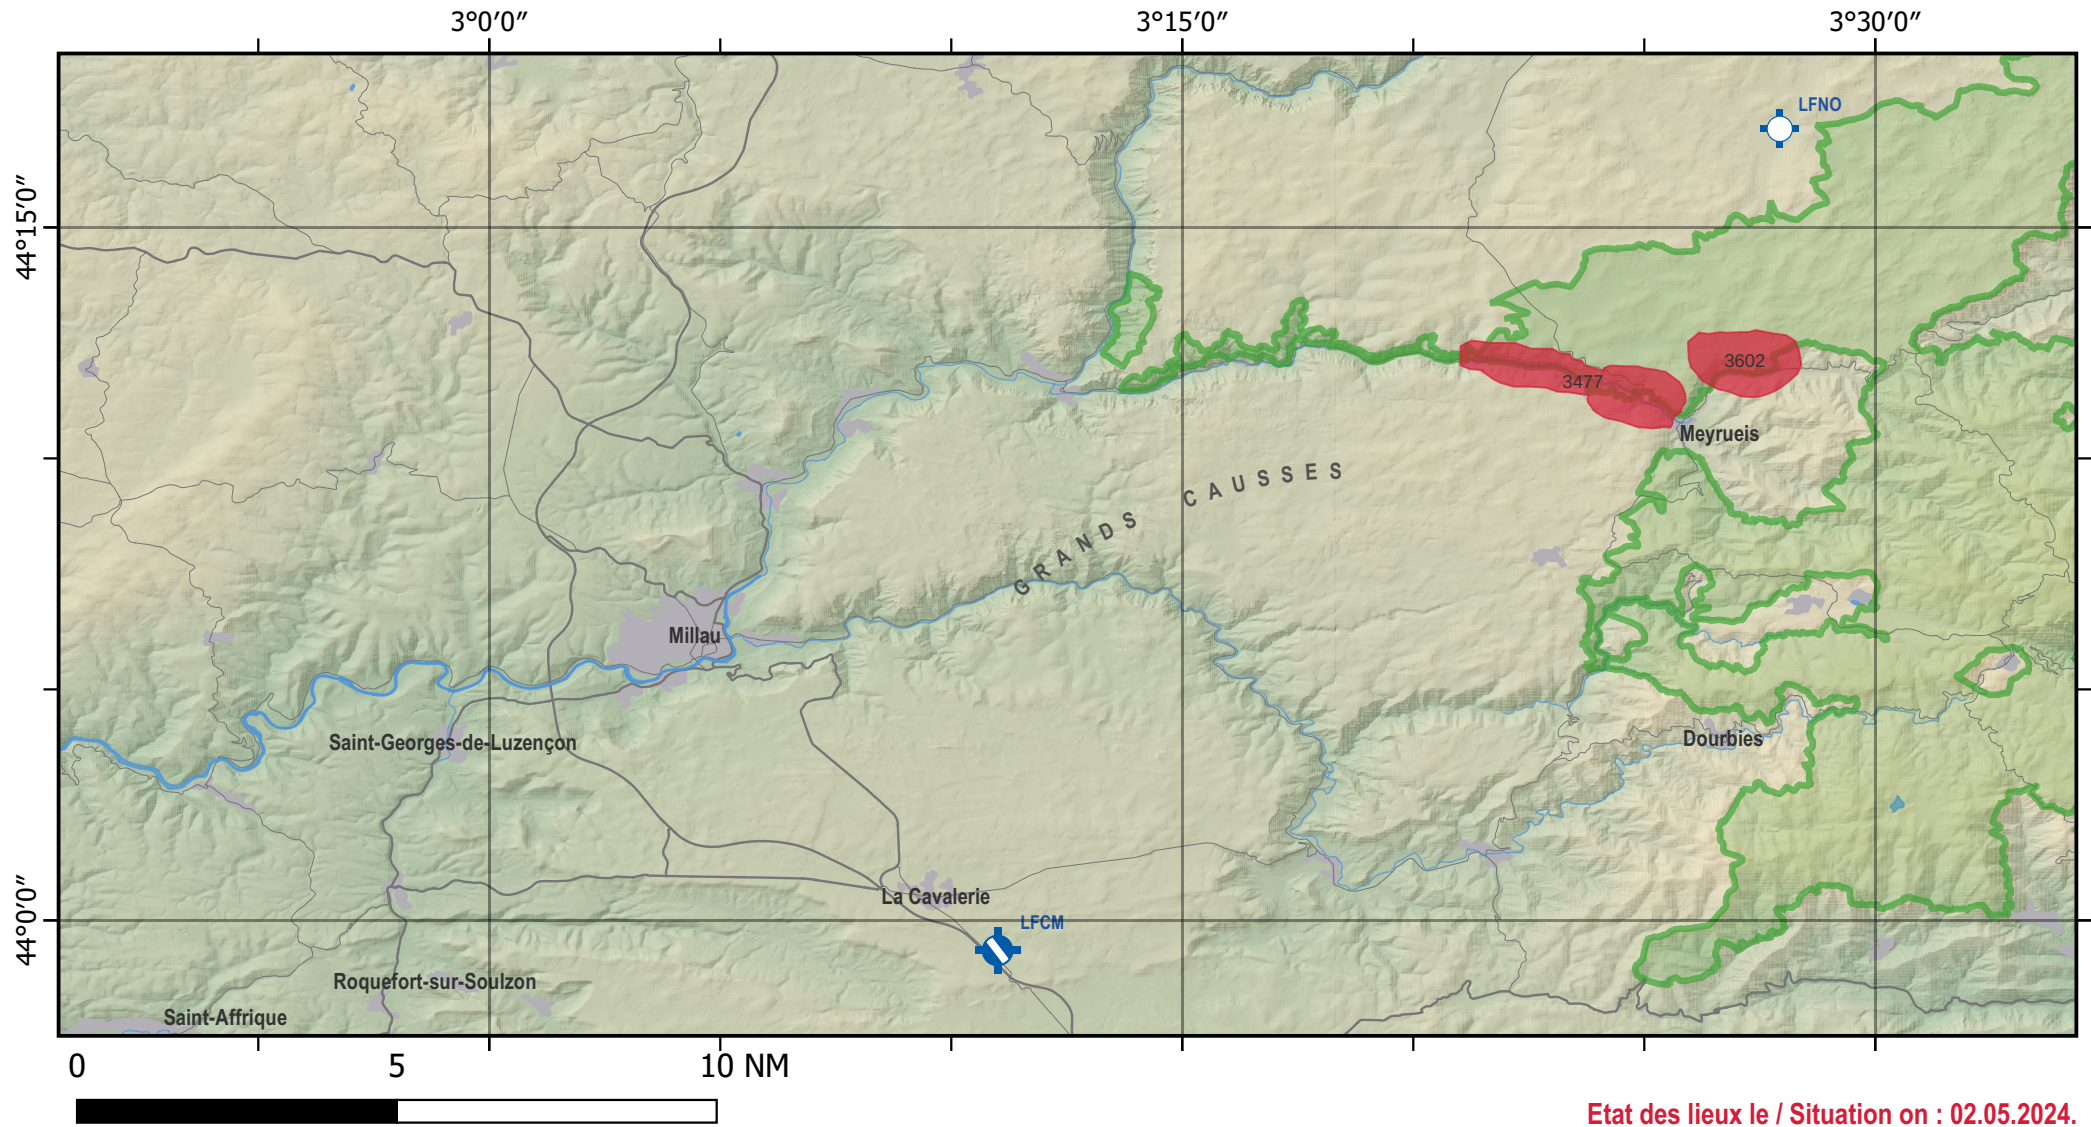 3°0′0″
3°15′0″
3°30′0″
LFNO
44°15′0″
3602
3477
Meyrueis
GRANDS CAUSSES
Millau
Saint-Georges-de-Luzençon
Dourbies
La Cavalerie
44°0′0″
LFCM
Roquefort-sur-Soulzon
Saint-Affrique
0 5 10 NM
Etat des lieux le / Situation on : 02.05.2024.